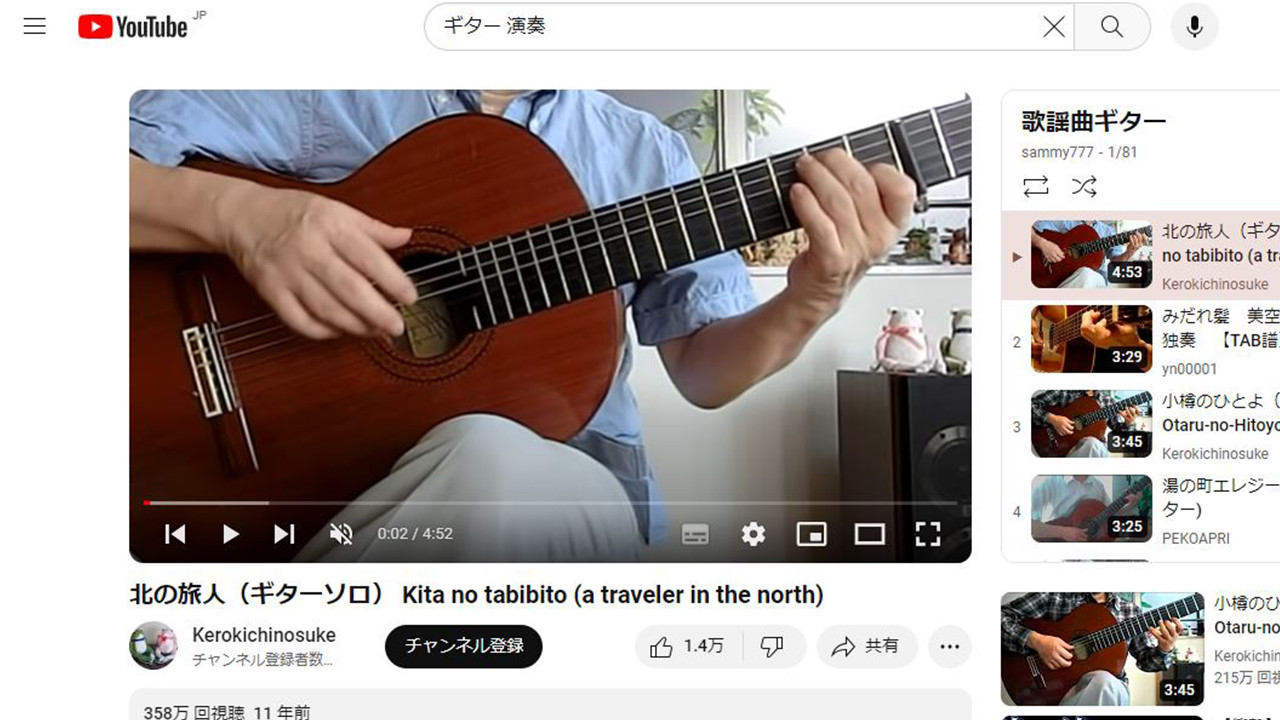 YouTube JP
ギター 演奏
0:02 / 4:52
北の旅人（ギターソロ） Kita no tabibito (a traveler in the north)
Kerokichinosuke
チャンネル登録者数...
チャンネル登録
1.4万
共有
358万 回視聴 11 年前
歌謡曲ギター
sammy777 - 1/81
4:53
北の旅人（ギタ
no tabibito (a tr
Kerokichinosuke
2
3:29
みだれ髪 美空
独奏 【TAB譜
yn00001
3
3:45
小樽のひとよ（
Otaru-no-Hitoyo
Kerokichinosuke
4
3:25
湯の町エレジー
ター)
PEKOAPRI
3:45
小樽のひ
Otaru-no
Kerokichin
215万 回視